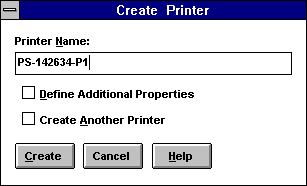 Create Printer
Printer Name:
PS-142634-P1
Define Additional Properties
Create Another Printer
Create Cancel Help